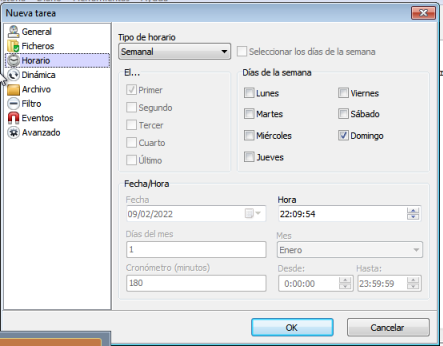 Nueva tarea
General
Ficheros
Horario
Dinámica
Archivo
Filtro
Eventos
Avanzado
Tipo de horario
Semanal
Seleccionar los días de la semana
El...
Primer
Segundo
Tercer
Cuarto
Último
Días de la semana
Lunes
Martes
Miércoles
Jueves
Viernes
Sábado
Domingo
Fecha/Hora
Fecha
09/02/2022
Hora
22:09:54
Días del mes
1
Mes
Enero
Cronómetro (minutos)
180
Desde:
0:00:00
Hasta:
23:59:59
OK
Cancelar